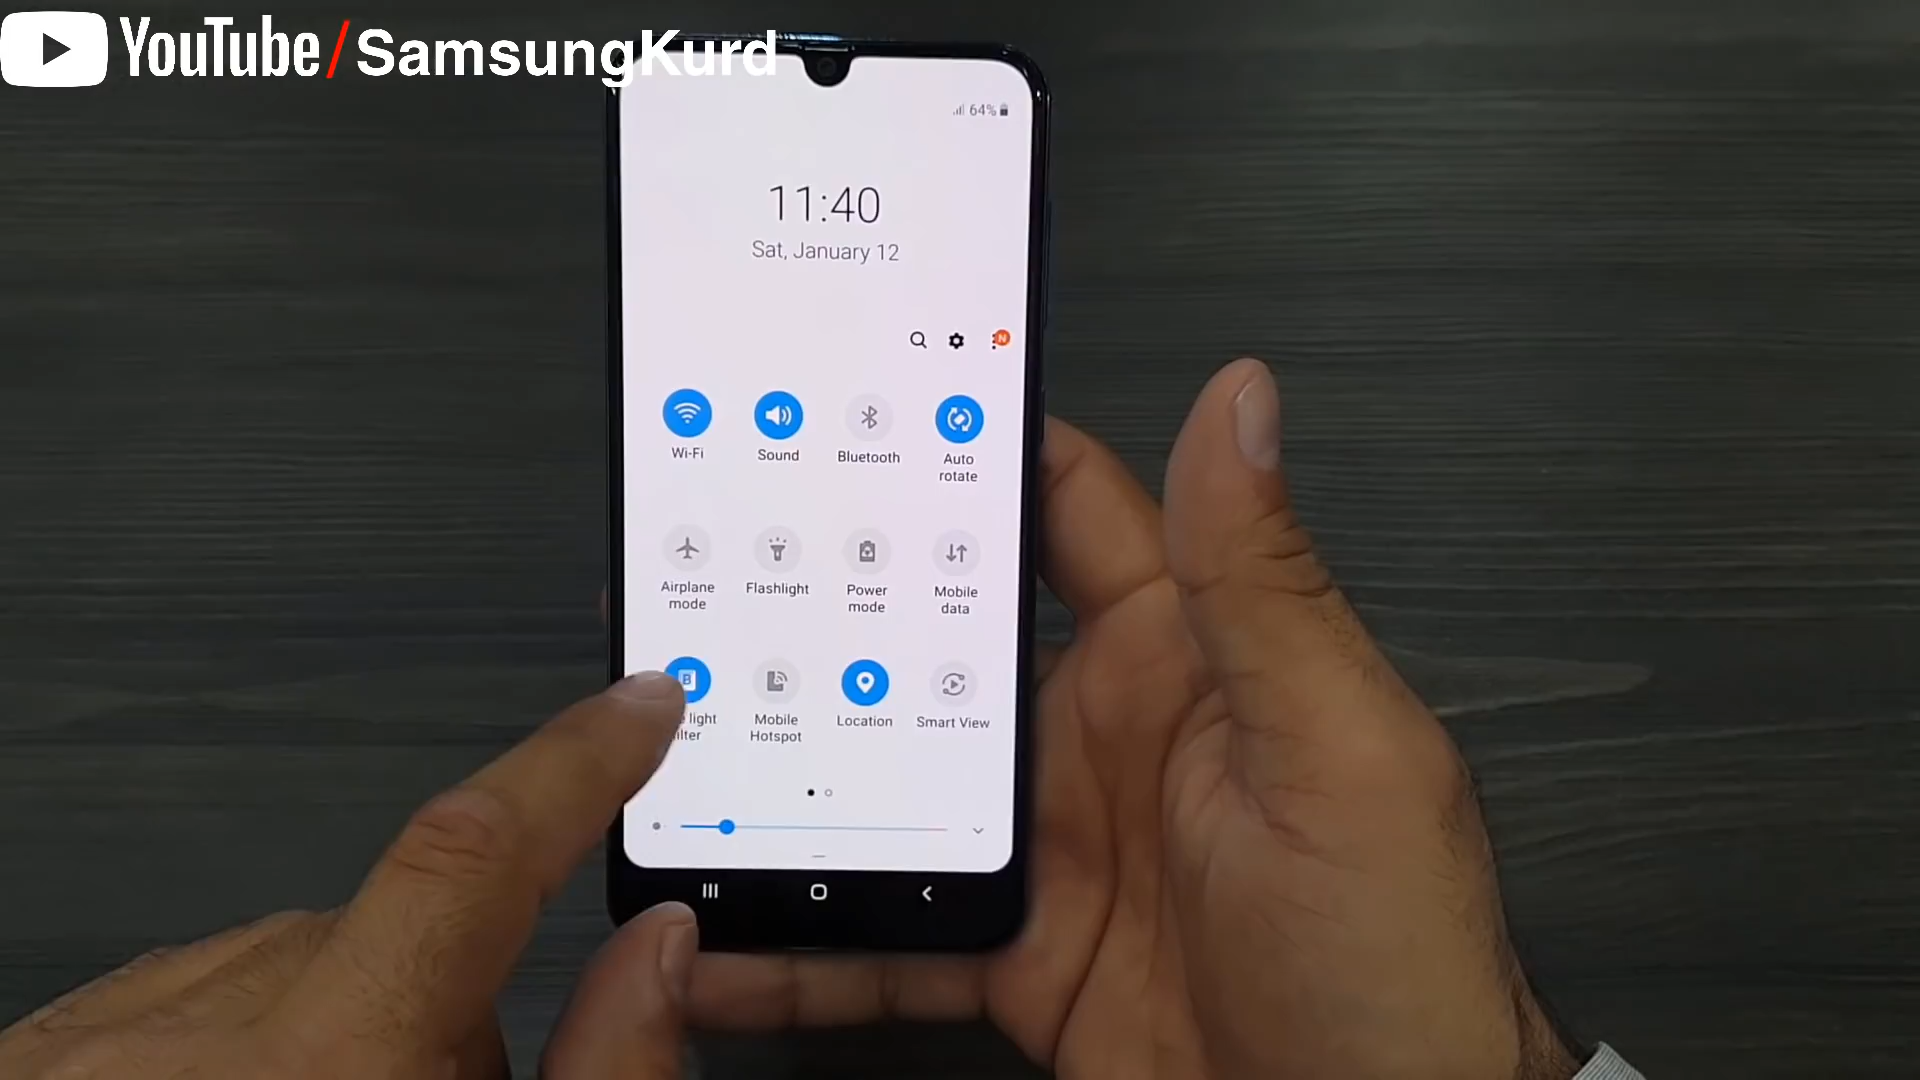 YouTube/SamsungKurd
64%
11:40
Sat, January 12
N
Wi-Fi
Sound
Bluetooth
Auto
rotate
Airplane
mode
Flashlight
Power
mode
Mobile
data
B
light
Mobile
Hotspot
Location
Smart View